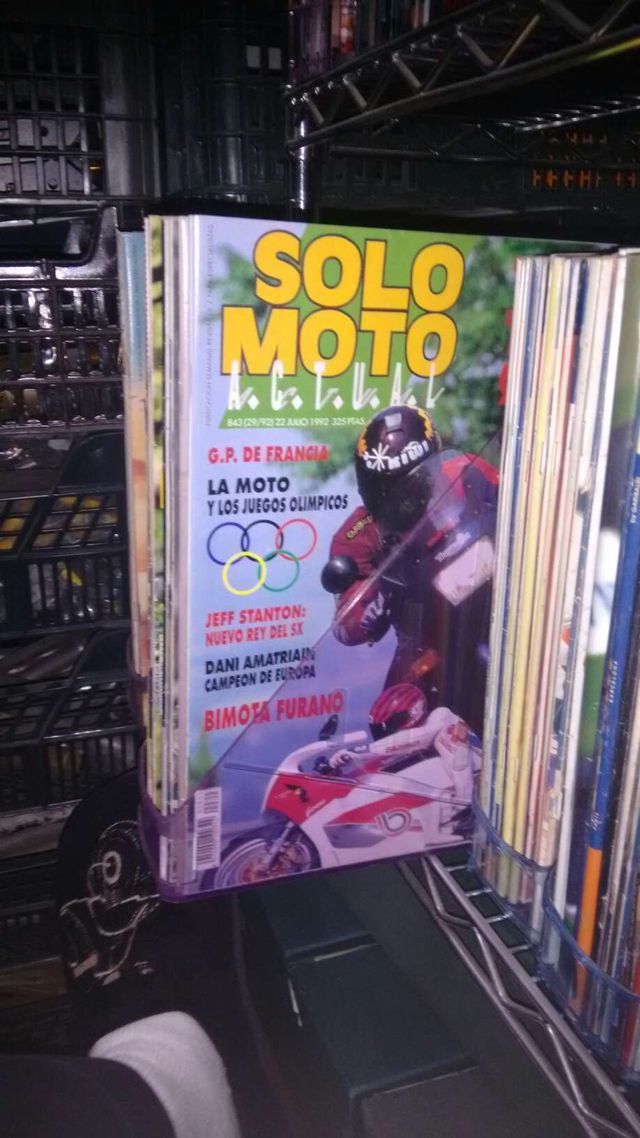 SOLO
MOTO
A.C.T.U.A.L
843 (29/92) 22 JULIO 1992 325 PTAS.
G.P. DE FRANCIA
LA MOTO
Y LOS JUEGOS OLIMPICOS
JEFF STANTON:
NUEVO REY DEL SX
DANI AMATRIAIN
CAMPEON DE EUROPA
BIMOTA FURANO